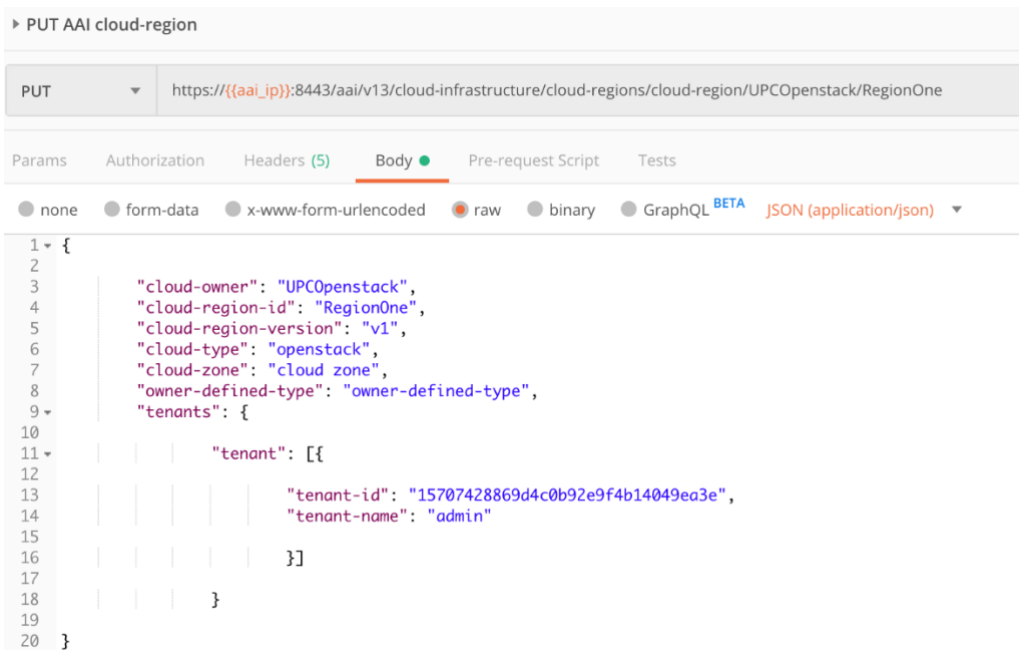 PUT AAI cloud-region
PUT https://{{aai_ip}}:8443/aai/v13/cloud-infrastructure/cloud-regions/cloud-region/UPCOpenstack/RegionOne
Params Authorization Headers (5) Body Pre-request Script Tests
none form-data x-www-form-urlencoded raw binary GraphQL BETA JSON (application/json)
1 {
2
3 "cloud-owner": "UPCOpenstack",
4 "cloud-region-id": "RegionOne",
5 "cloud-region-version": "v1",
6 "cloud-type": "openstack",
7 "cloud-zone": "cloud zone",
8 "owner-defined-type": "owner-defined-type",
9 "tenants": {
10
11 "tenant": [{
12
13 "tenant-id": "15707428869d4c0b92e9f4b14049ea3e",
14 "tenant-name": "admin"
15
16 }]
17
18 }
19
20 }